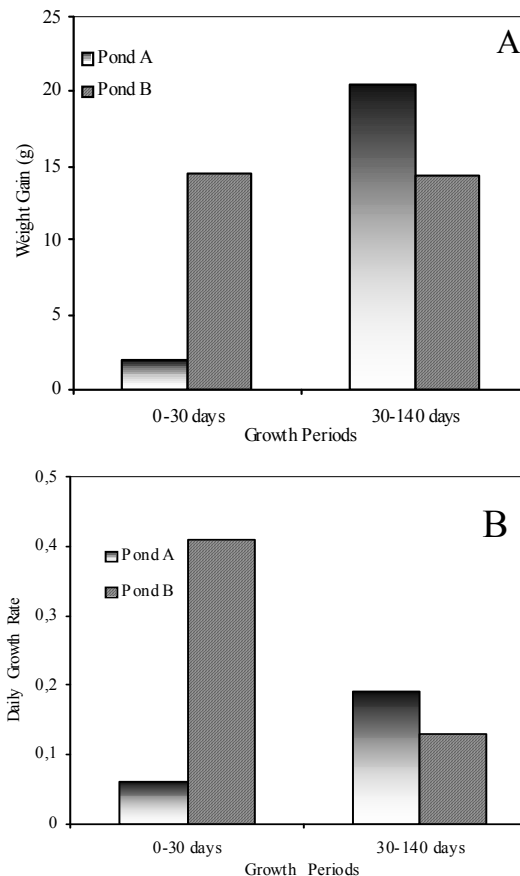 25
20
15
10
5
0
Weight Gain (g)
A
Pond A
Pond B
0-30 days
30-140 days
Growth Periods
0,5
0,4
0,3
0,2
0,1
0
Daily Growth Rate
B
Pond A
Pond B
0-30 days
30-140 days
Growth Periods